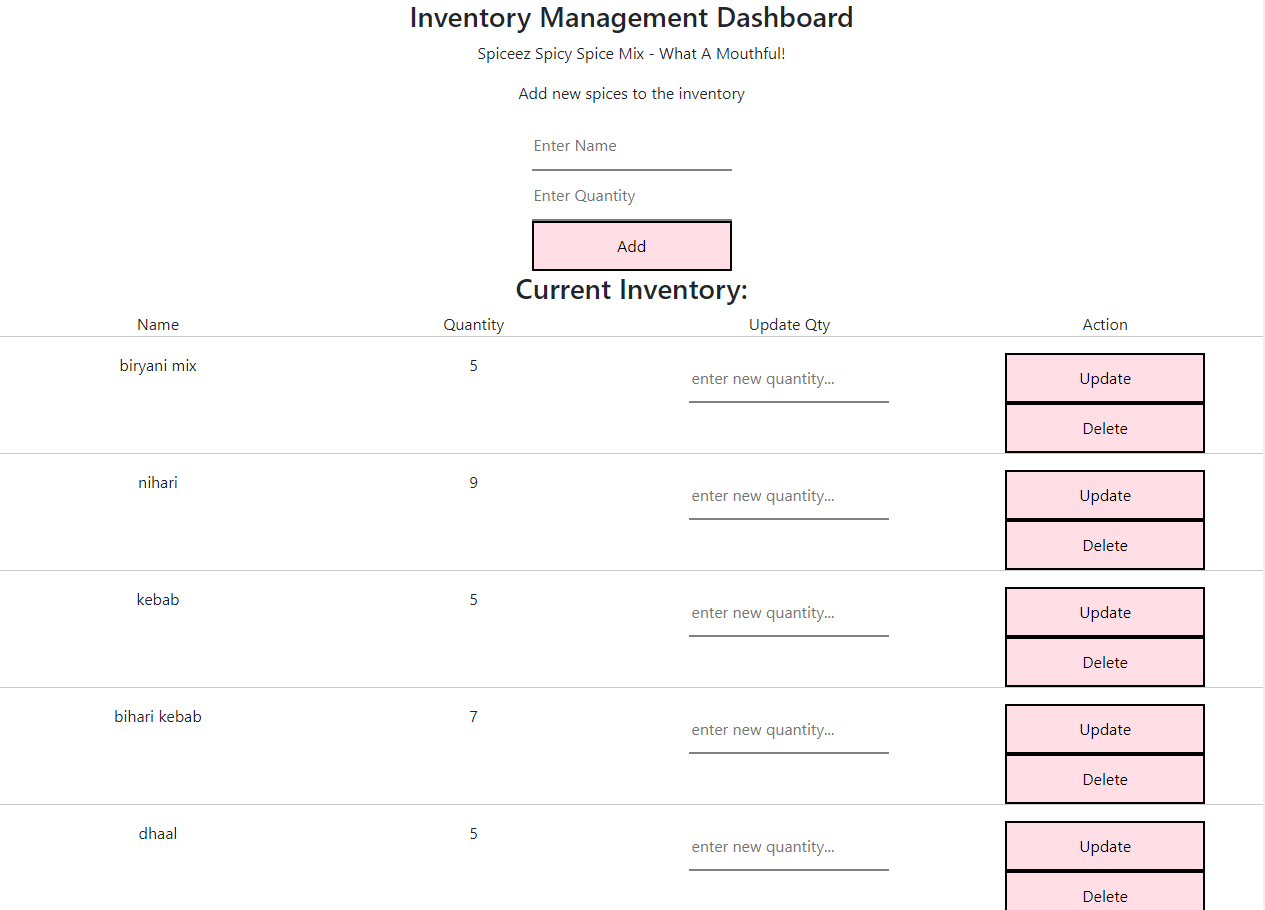 Inventory Management Dashboard
Spiceez Spicy Spice Mix - What A Mouthful!
Add new spices to the inventory
Enter Name
Enter Quantity
Add
Current Inventory:
Name Quantity Update Qty Action
biryani mix 5 enter new quantity... Update
Delete
nihari 9 enter new quantity... Update
Delete
kebab 5 enter new quantity... Update
Delete
bihari kebab 7 enter new quantity... Update
Delete
dhaal 5 enter new quantity... Update
Delete